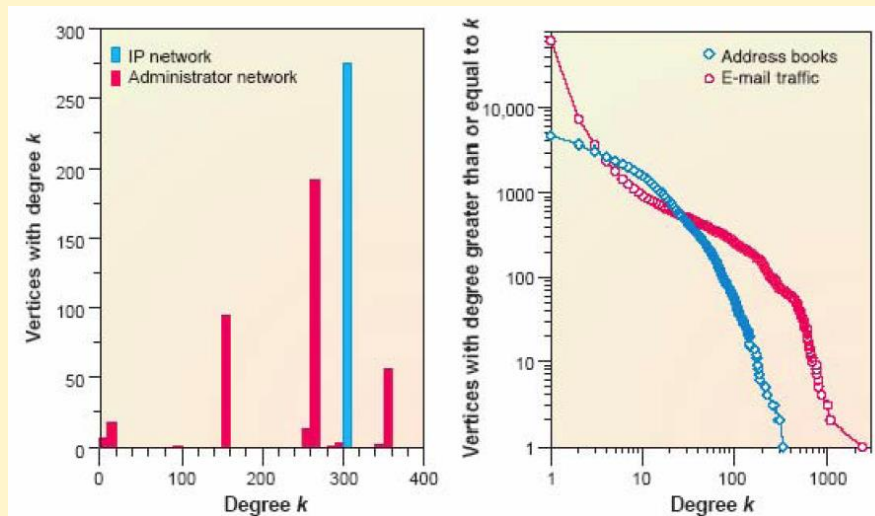 Vertices with degree k
300
250
200
150
100
50
0
IP network
Administrator network
0 100 200 300 400
Degree k
Vertices with degree greater than or equal to k
10,000
1000
100
10
1
Address books
E-mail traffic
1 10 100 1000
Degree k